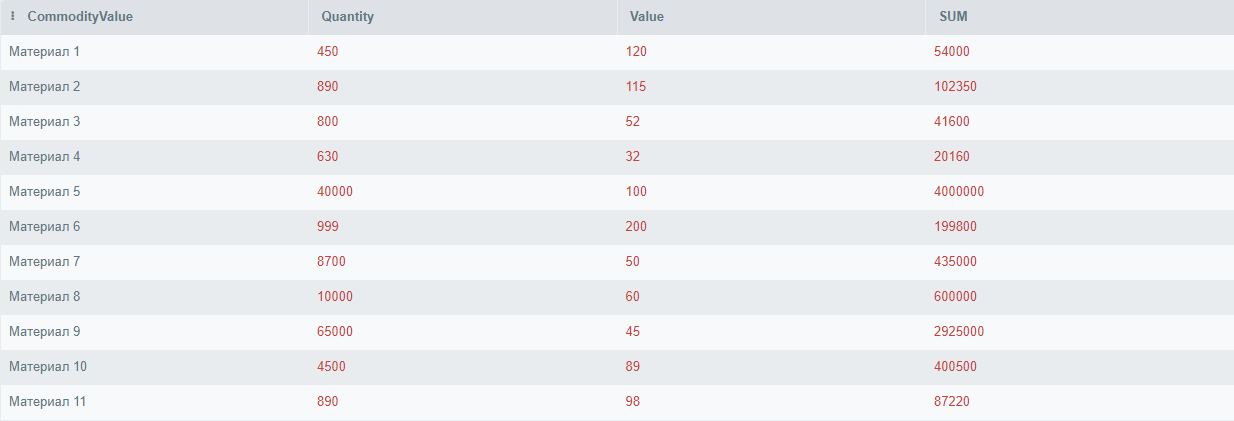 CommodityValue Quantity Value SUM
Материал 1 450 120 54000
Материал 2 890 115 102350
Материал 3 800 52 41600
Материал 4 630 32 20160
Материал 5 40000 100 4000000
Материал 6 999 200 199800
Материал 7 8700 50 435000
Материал 8 10000 60 600000
Материал 9 65000 45 2925000
Материал 10 4500 89 400500
Материал 11 890 98 87220